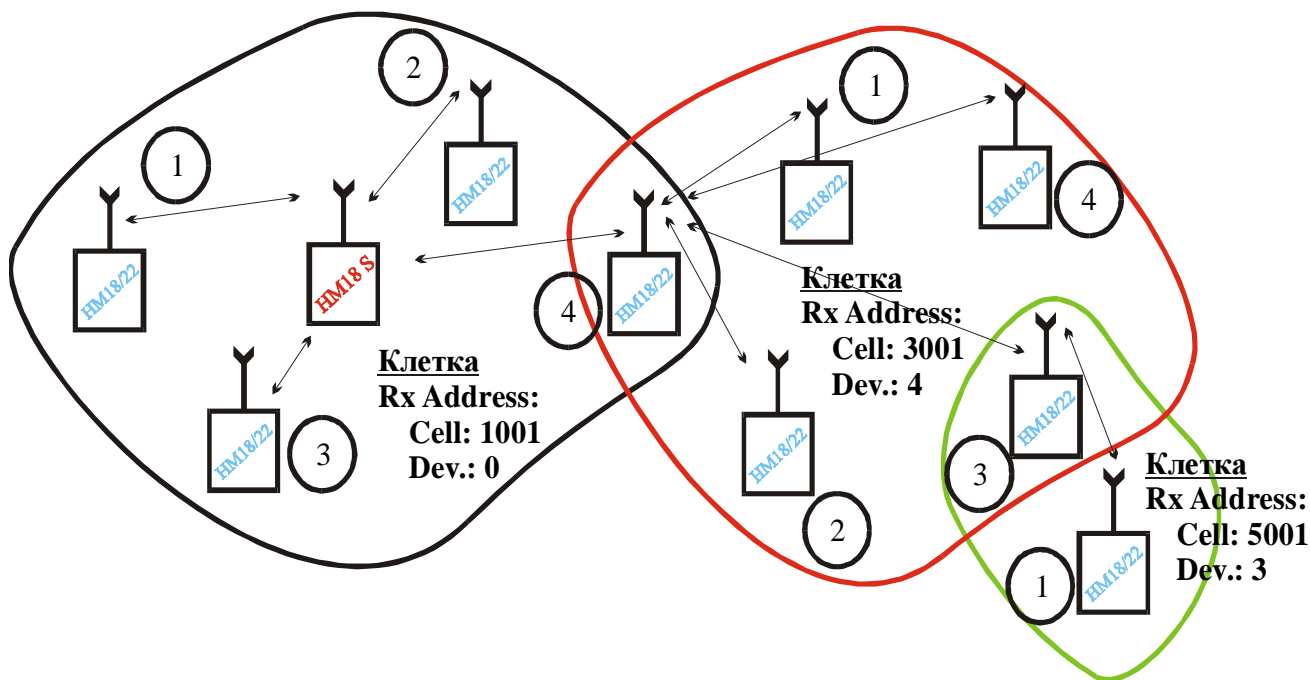 2
1
1
4
HM18/22
HM18/22
HM18/22
HM18/22
HM18 S
HM18/22
4
3
HM18/22
Клетка
Rx Address:
Cell: 1001
Dev.: 0
Клетка
Rx Address:
Cell: 3001
Dev.: 4
HM18/22
2
HM18/22
3
Клетка
Rx Address:
Cell: 5001
Dev.: 3
HM18/22
1